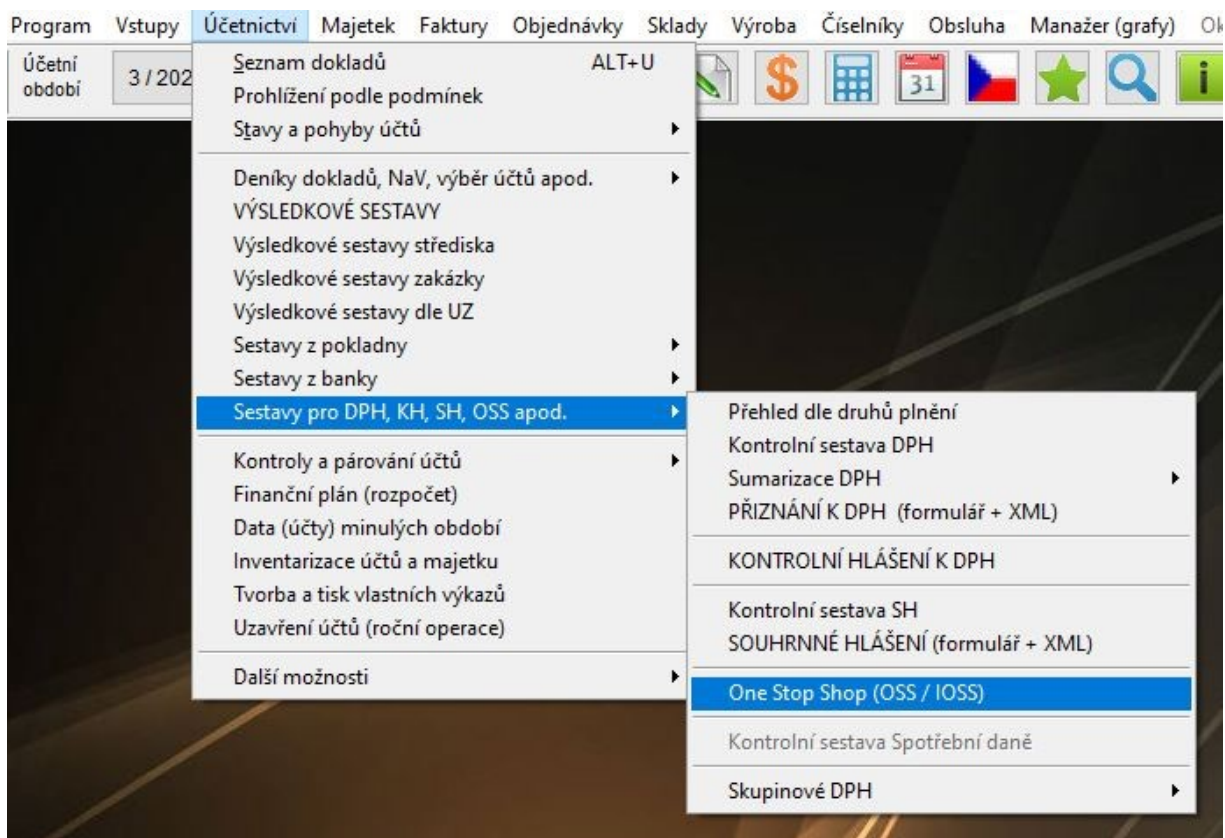 Program Vstupy Účetnictví Majetek Faktury Objednávky Sklady Výroba Číselníky Obsluha Manažer (grafy)
Účetní
období
3 / 202
31
Seznam dokladů ALT+U
Prohlížení podle podmínek
Stavy a pohyby účtů
Deníky dokladů, NaV, výběr účtů apod.
VÝSLEDKOVÉ SESTAVY
Výsledkové sestavy střediska
Výsledkové sestavy zakázky
Výsledkové sestavy dle UZ
Sestavy z pokladny
Sestavy z banky
Sestavy pro DPH, KH, SH, OSS apod.
Kontroly a párování účtů
Finanční plán (rozpočet)
Data (účty) minulých období
Inventarizace účtů a majetku
Tvorba a tisk vlastních výkazů
Uzavření účtů (roční operace)
Další možnosti
Přehled dle druhů plnění
Kontrolní sestava DPH
Sumarizace DPH
PŘIZNÁNÍ K DPH (formulář + XML)
KONTROLNÍ HLÁŠENÍ K DPH
Kontrolní sestava SH
SOUHRNNÉ HLÁŠENÍ (formulář + XML)
One Stop Shop (OSS / IOSS)
Kontrolní sestava Spotřební daně
Skupinové DPH